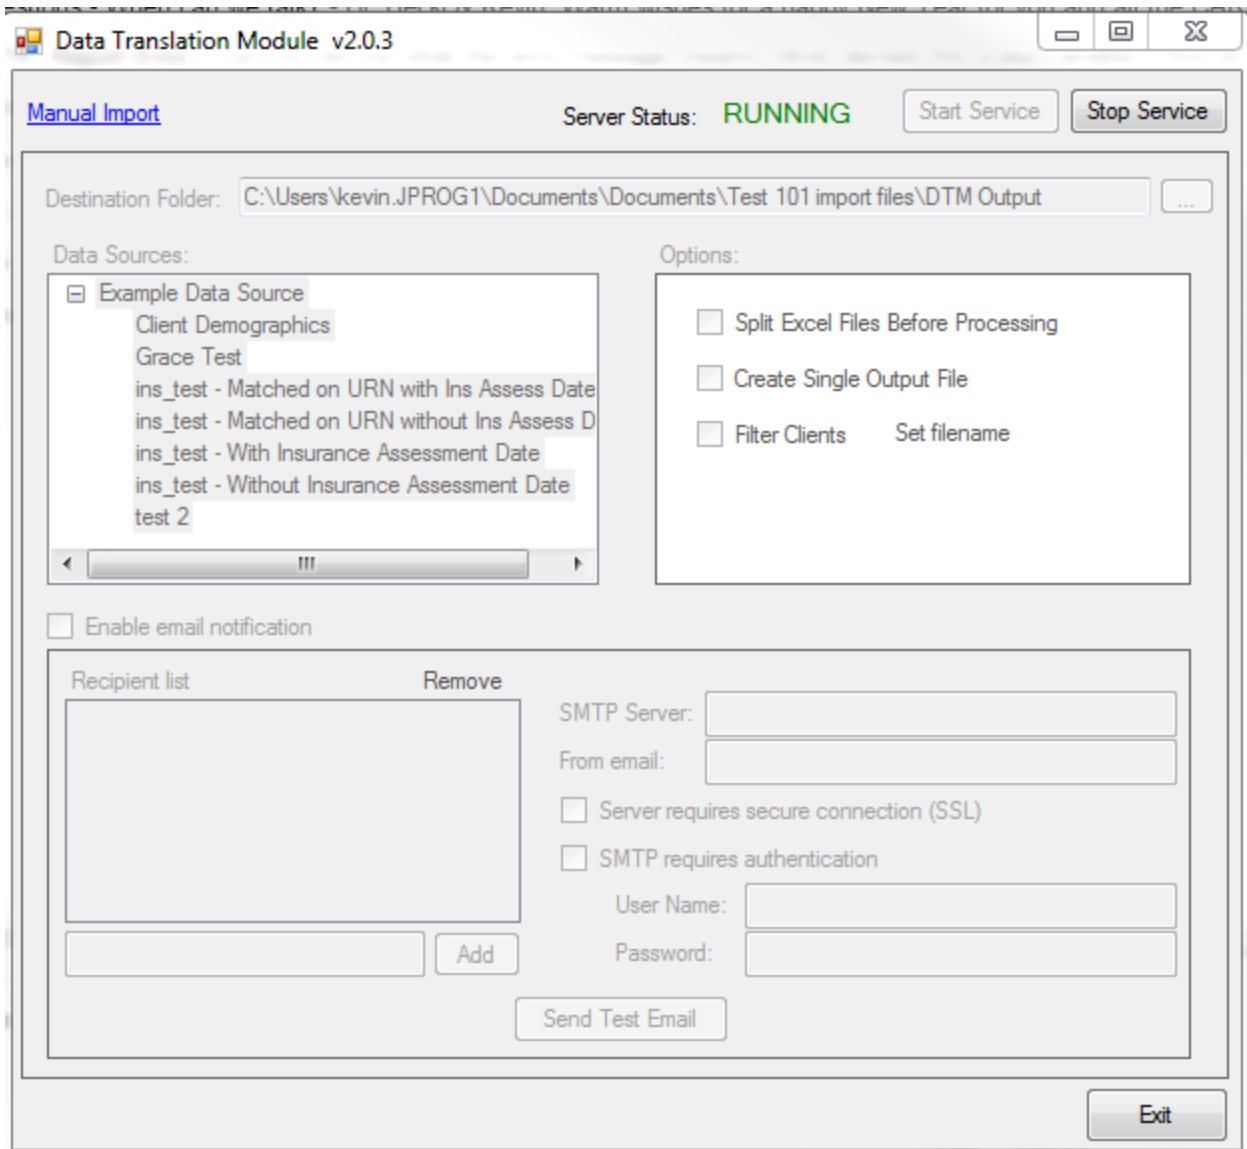 Data Translation Module v2.0.3
Manual Import
Server Status: RUNNING
Start Service
Stop Service
Destination Folder: C:\Users\kevin.JPROG1\Documents\Documents\Test 101 import files\DTM Output
...
Data Sources:
Example Data Source
Client Demographics
Grace Test
ins_test - Matched on URN with Ins Assess Date
ins_test - Matched on URN without Ins Assess D
ins_test - With Insurance Assessment Date
ins_test - Without Insurance Assessment Date
test 2
Options:
Split Excel Files Before Processing
Create Single Output File
Filter Clients Set filename
Enable email notification
Recipient list Remove
Add
SMTP Server:
From email:
Server requires secure connection (SSL)
SMTP requires authentication
User Name:
Password:
Send Test Email
Exit